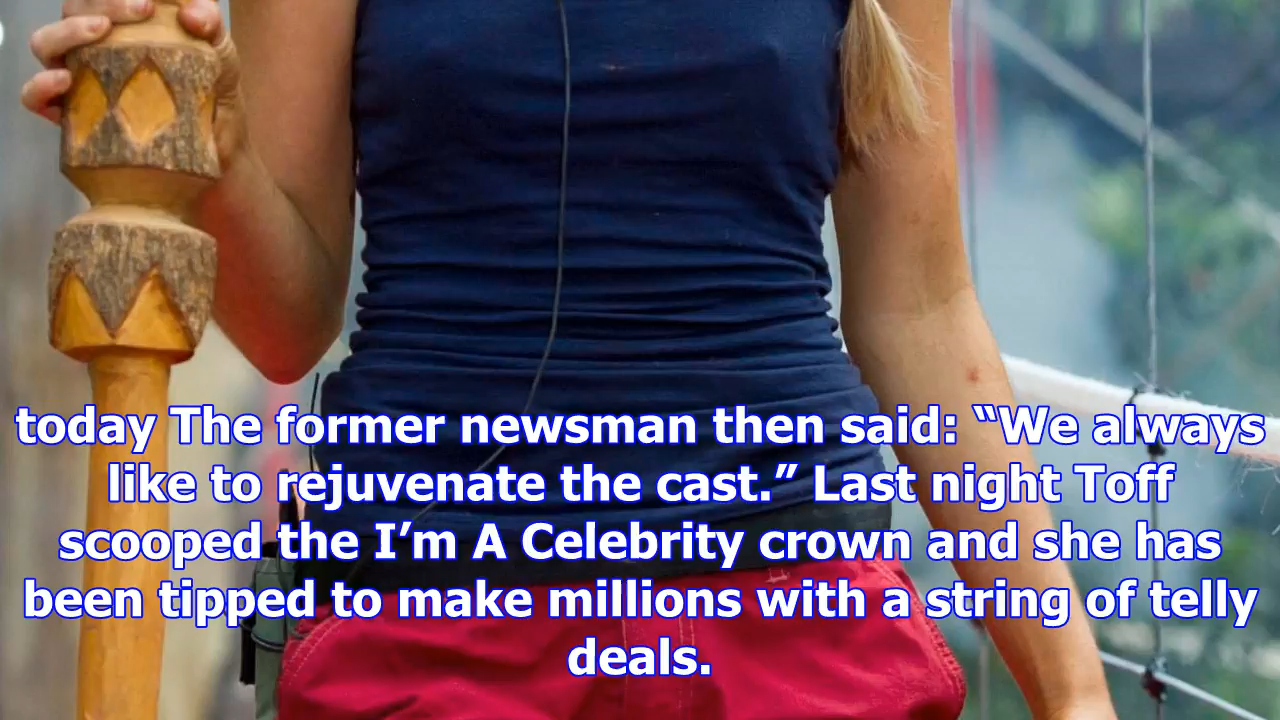 today The former newsman then said: “We always
like to rejuvenate the cast.” Last night Toff
scooped the I’m A Celebrity crown and she has
been tipped to make millions with a string of telly
deals.